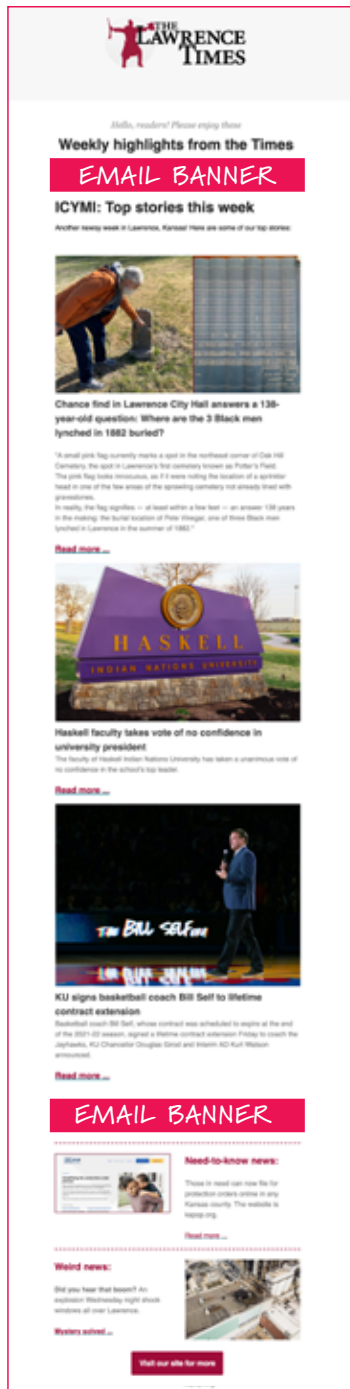 THE
LAWRENCE
TIMES
Hello, readers! Please enjoy these
Weekly highlights from the Times
EMAIL BANNER
ICYMI: Top stories this week
Another newsy week in Lawrence, Kansas! Here are some of our top stories:
Chance find in Lawrence City Hall answers a 138-
year-old question: Where are the 3 Black men
lynched in 1882 buried?
"A small pink flag currently marks a spot in the northeast corner of Oak Hill
Cemetery, the spot in Lawrence's first cemetery known as Potter's Field.
The pink flag looks innocuous, as if it were noting the location of a sprinkler
head in one of the few areas of the sprawling cemetery not already lined with
gravestones.
In reality, the flag signifies — at least within a few feet — an answer 138 years
in the making: the burial location of Pete Vinegar, one of three Black men
lynched in Lawrence in the summer of 1882."
Read more ...
HASKELL
INDIAN NATIONS UNIVERSITY
Haskell faculty takes vote of no confidence in
university president
The faculty of Haskell Indian Nations University has taken a unanimous vote of
no confidence in the school's top leader.
Read more ...
BILL SELF
KU signs basketball coach Bill Self to lifetime
contract extension
Basketball coach Bill Self, whose contract was scheduled to expire at the end
of the 2021-22 season, signed a lifetime contract extension Friday to coach the
Jayhawks, KU Chancellor Douglas Girod and Interim AD Kurt Watson
announced.
Read more ...
EMAIL BANNER
Need-to-know news:
Those in need can now file for
protection orders online in any
Kansas county. The website is
kspop.org.
Read more ...
Weird news:
Did you hear that boom? An
explosion Wednesday night shook
windows all over Lawrence.
Mystery solved ...
Visit our site for more